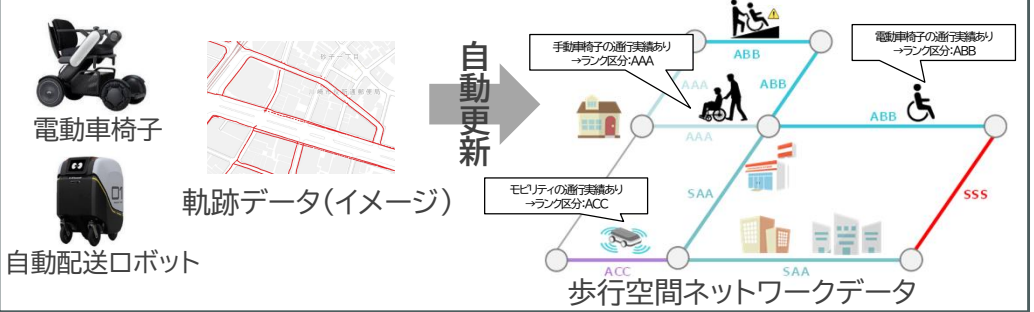 電動車椅子
自動配送ロボット
軌跡データ(イメージ)
自動更新
手動車椅子の通行実績あり
→ランク区分:AAA
電動車椅子の通行実績あり
→ランク区分:ABB
モビリティの通行実績あり
→ランク区分:ACC
ABB
AAA
ABB
AAA
ABB
SAA
SSS
ACC
SAA
歩行空間ネットワークデータ